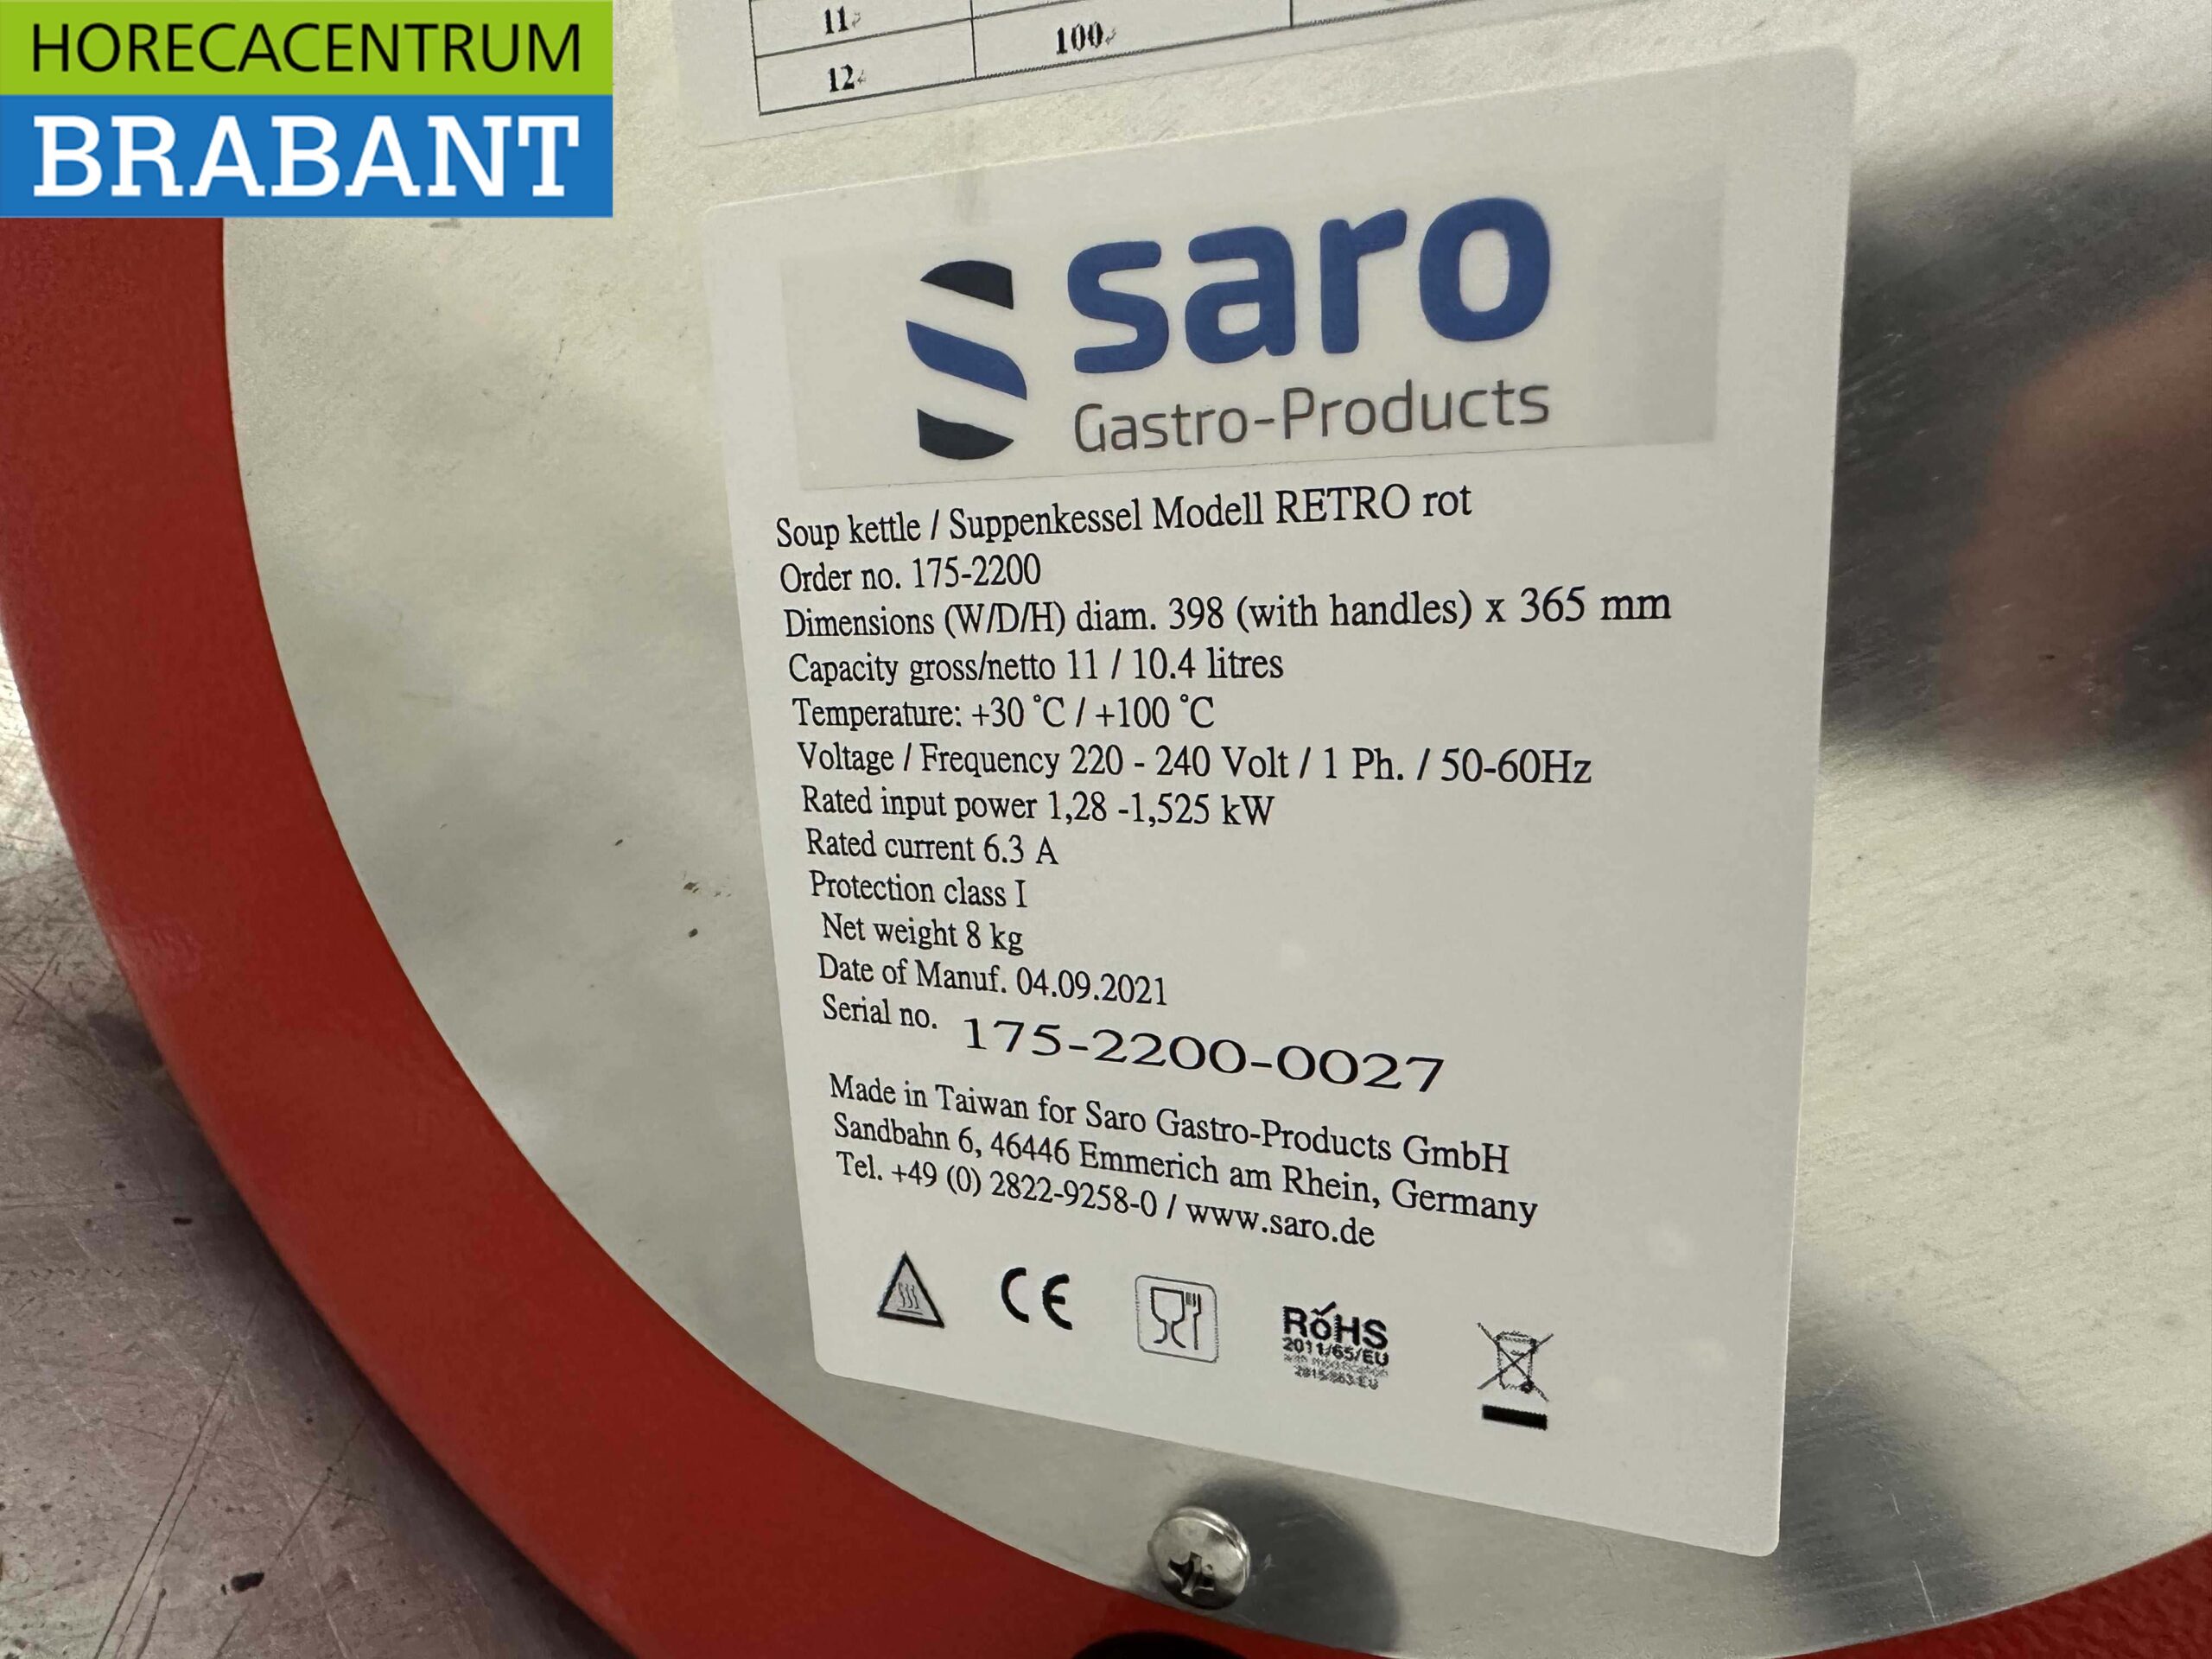 HORECACENTRUM
BRABANT
11
12
100
saro
Gastro-Products
Soup kettle / Suppenkessel Modell RETRO rot
Order no. 175-2200
Dimensions (W/D/H) diam. 398 (with handles) x 365 mm
Capacity gross/netto 11 / 10.4 litres
Temperature: +30 °C / +100 °C
Voltage / Frequency 220 - 240 Volt / 1 Ph. / 50-60Hz
Rated input power 1,28 -1,525 kW
Rated current 6.3 A
Protection class I
Net weight 8 kg
Date of Manuf. 04.09.2021
Serial no. 175-2200-0027
Made in Taiwan for Saro Gastro-Products GmbH
Sandbahn 6, 46446 Emmerich am Rhein, Germany
Tel. +49 (0) 2822-9258-0 / www.saro.de
CE
RoHS
2011/65/EU